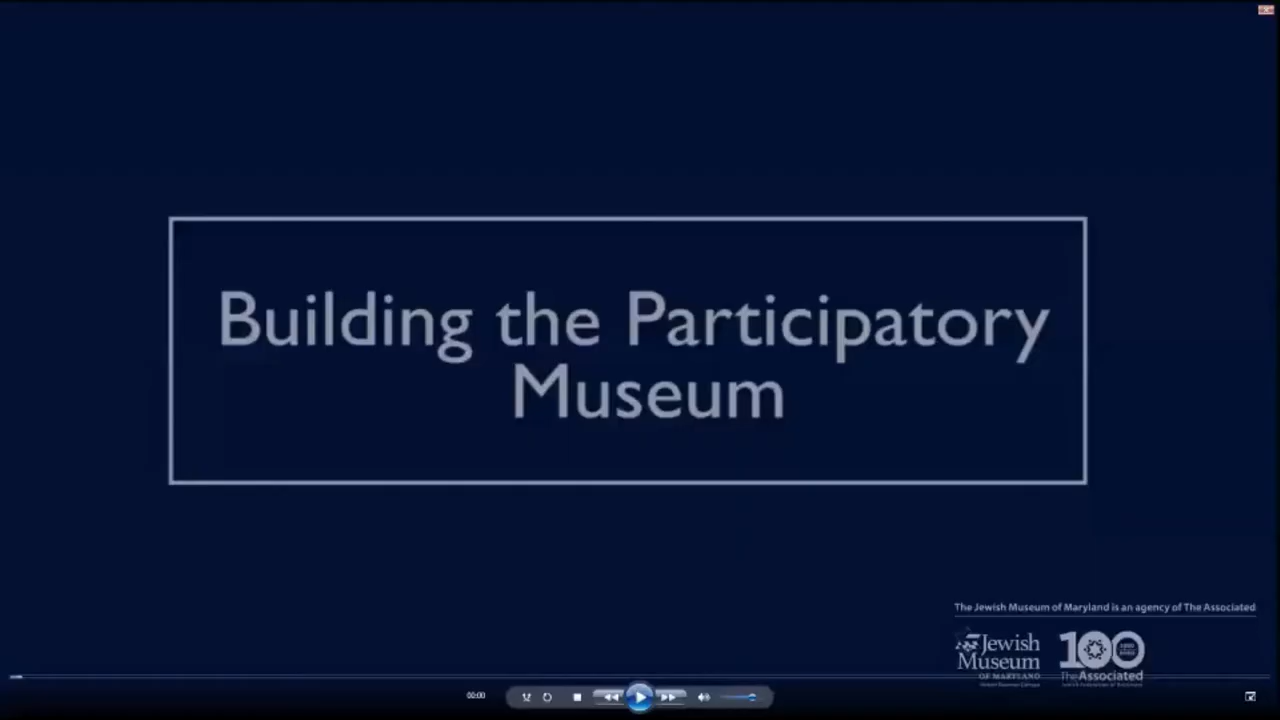 Building the Participatory
Museum
The Jewish Museum of Maryland is an agency of The Associated
Jewish
Museum
OF MARYLAND
100
The Associated
00:00